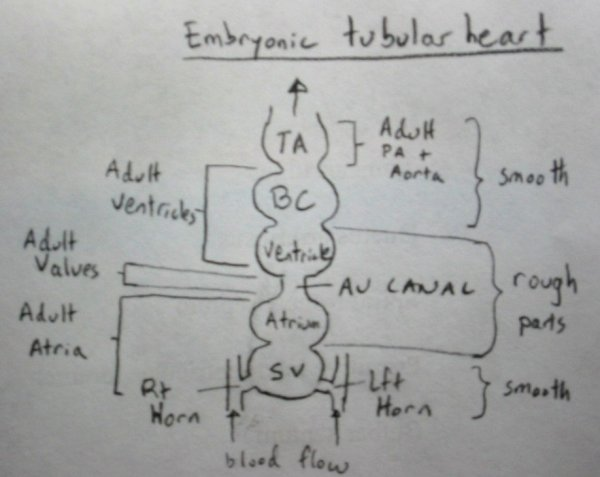 Embryonic tubular heart
TA
Adult
PA +
Aorta
smooth
Adult
Ventricles
BC
Ventricle
Adult
Valves
AV CANAL
rough
parts
Adult
Atria
Atrium
SV
Rt
Horn
Lft
Horn
smooth
blood flow